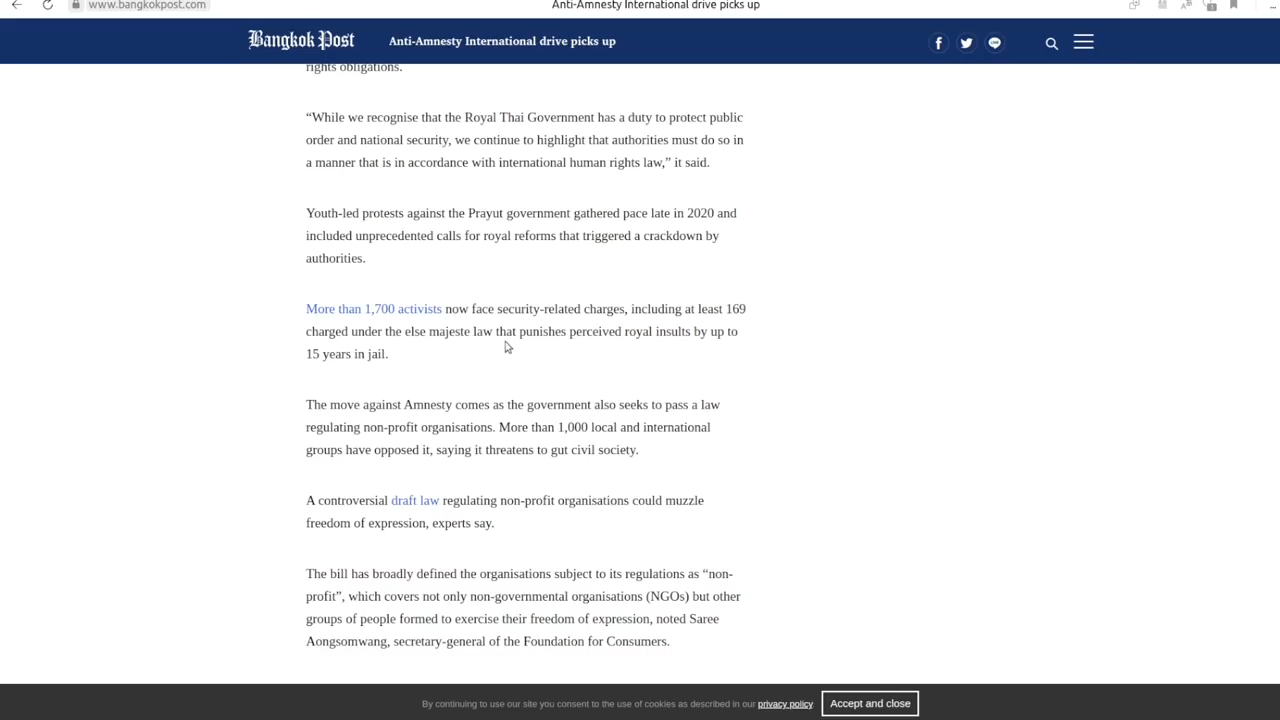 www.bangkokpost.com
Anti-Amnesty International drive picks up
Bangkok Post
Anti-Amnesty International drive picks up
rights obligations.
“While we recognise that the Royal Thai Government has a duty to protect public
order and national security, we continue to highlight that authorities must do so in
a manner that is in accordance with international human rights law,” it said.
Youth-led protests against the Prayut government gathered pace late in 2020 and
included unprecedented calls for royal reforms that triggered a crackdown by
authorities.
More than 1,700 activists now face security-related charges, including at least 169
charged under the else majeste law that punishes perceived royal insults by up to
15 years in jail.
The move against Amnesty comes as the government also seeks to pass a law
regulating non-profit organisations. More than 1,000 local and international
groups have opposed it, saying it threatens to gut civil society.
A controversial draft law regulating non-profit organisations could muzzle
freedom of expression, experts say.
The bill has broadly defined the organisations subject to its regulations as “non-
profit”, which covers not only non-governmental organisations (NGOs) but other
groups of people formed to exercise their freedom of expression, noted Saree
Aongsomwang, secretary-general of the Foundation for Consumers.
By continuing to use our site you consent to the use of cookies as described in our privacy policy
Accept and close